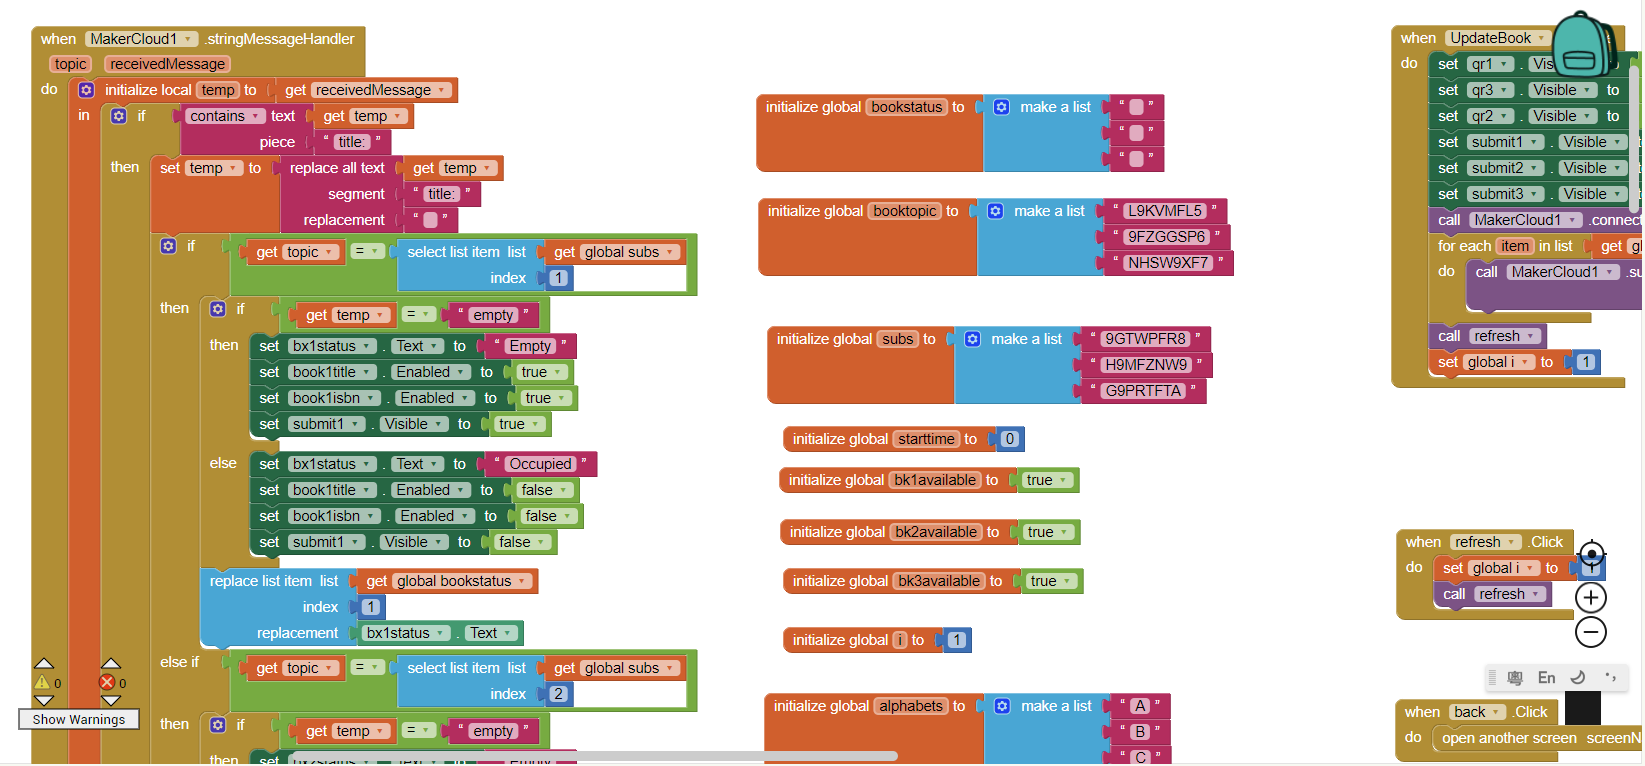 when MakerCloud1 .stringMessageHandler
topic receivedMessage
do initialize local temp to get receivedMessage
in if contains text get temp
piece " title: "
then set temp to replace all text get temp
segment " title: "
replacement " "
if get topic = select list item list get global subs
index 1
then if get temp = " empty "
then set bx1status . Text to " Empty "
set book1title . Enabled to true
set book1isbn . Enabled to true
set submit1 . Visible to true
else set bx1status . Text to " Occupied "
set book1title . Enabled to false
set book1isbn . Enabled to false
set submit1 . Visible to false
replace list item list get global bookstatus
index 1
replacement bx1status . Text
else if get topic = select list item list get global subs
index 2
then if get temp = " empty "
then set bx2status . Text to " Empty "
0 0
Show Warnings
initialize global bookstatus to make a list " "
" "
" "
initialize global booktopic to make a list " L9KVMFL5 "
" 9FZGGSP6 "
" NHSW9XF7 "
initialize global subs to make a list " 9GTWPFR8 "
" H9MFZNW9 "
" G9PRTFTA "
initialize global starttime to 0
initialize global bk1available to true
initialize global bk2available to true
initialize global bk3available to true
initialize global i to 1
initialize global alphabets to make a list " A "
" B "
" C "
when UpdateBook
do set qr1 . Vis
set qr3 . Visible to
set qr2 . Visible to
set submit1 . Visible
set submit2 . Visible
set submit3 . Visible
call MakerCloud1 .connect
for each item in list get gl
do call MakerCloud1 .su
call refresh
set global i to 1
when refresh .Click
do set global i to 1
call refresh
粵 En
when back .Click
do open another screen screenN